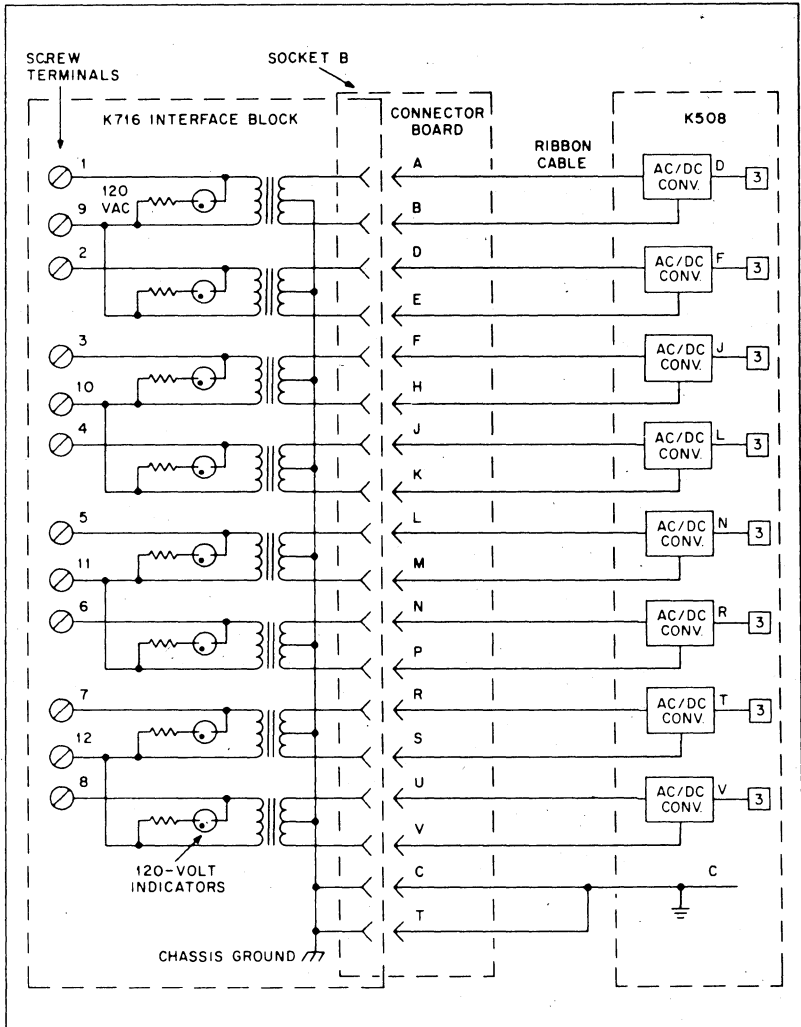 SCREW
TERMINALS
SOCKET B
K716 INTERFACE BLOCK
CONNECTOR
BOARD
RIBBON
CABLE
K508
1
120
VAC
9
A
B
AC/DC
CONV.
D
3
2
D
E
AC/DC
CONV.
F
3
3
10
F
H
AC/DC
CONV.
J
3
4
J
K
AC/DC
CONV.
L
3
5
11
L
M
AC/DC
CONV.
N
3
6
N
P
AC/DC
CONV.
R
3
7
12
R
S
AC/DC
CONV.
T
3
8
U
V
AC/DC
CONV.
V
3
120-VOLT
INDICATORS
C
C
T
CHASSIS GROUND